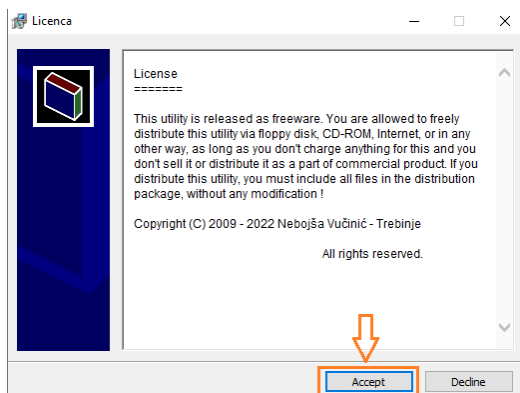 Licenca
License
=======
This utility is released as freeware. You are allowed to freely
distribute this utility via floppy disk, CD-ROM, Internet, or in any
other way, as long as you don't charge anything for this and you
don't sell it or distribute it as a part of commercial product. If you
distribute this utility, you must include all files in the distribution
package, without any modification !
Copyright (C) 2009 - 2022 Nebojša Vučinić - Trebinje
All rights reserved.
Accept
Decline